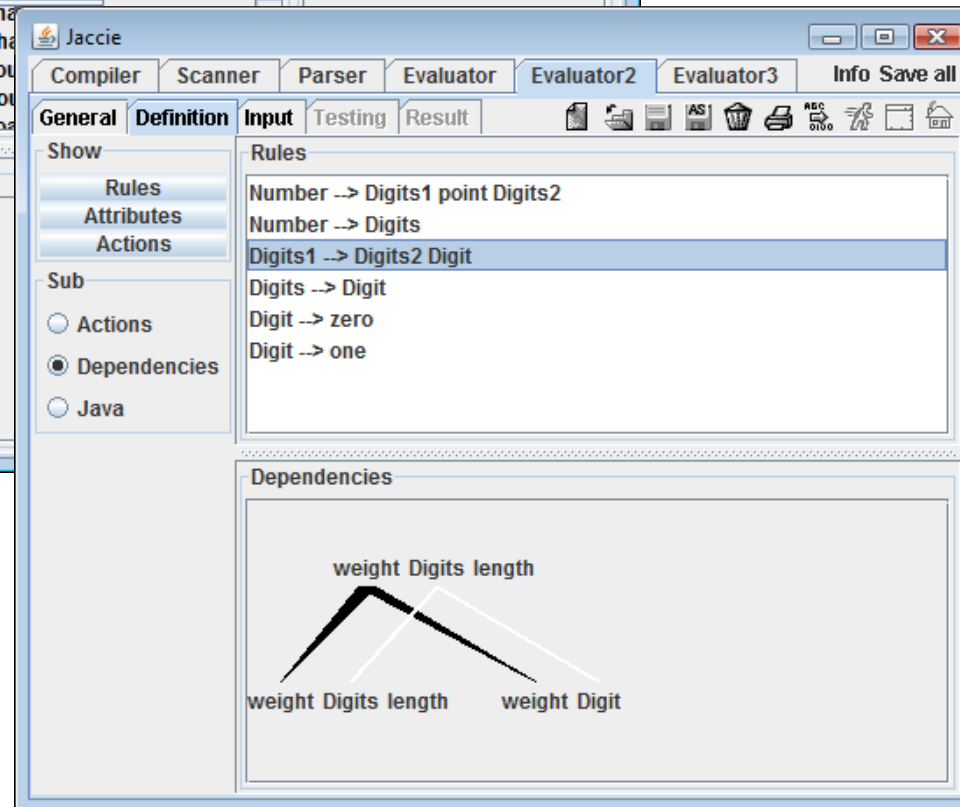 Jaccie
Compiler Scanner Parser Evaluator Evaluator2 Evaluator3 Info Save all
General Definition Input Testing Result
Show
Rules
Attributes
Actions
Sub
Actions
Dependencies
Java
Rules
Number --> Digits1 point Digits2
Number --> Digits
Digits1 --> Digits2 Digit
Digits --> Digit
Digit --> zero
Digit --> one
Dependencies
weight Digits length
weight Digits length weight Digit